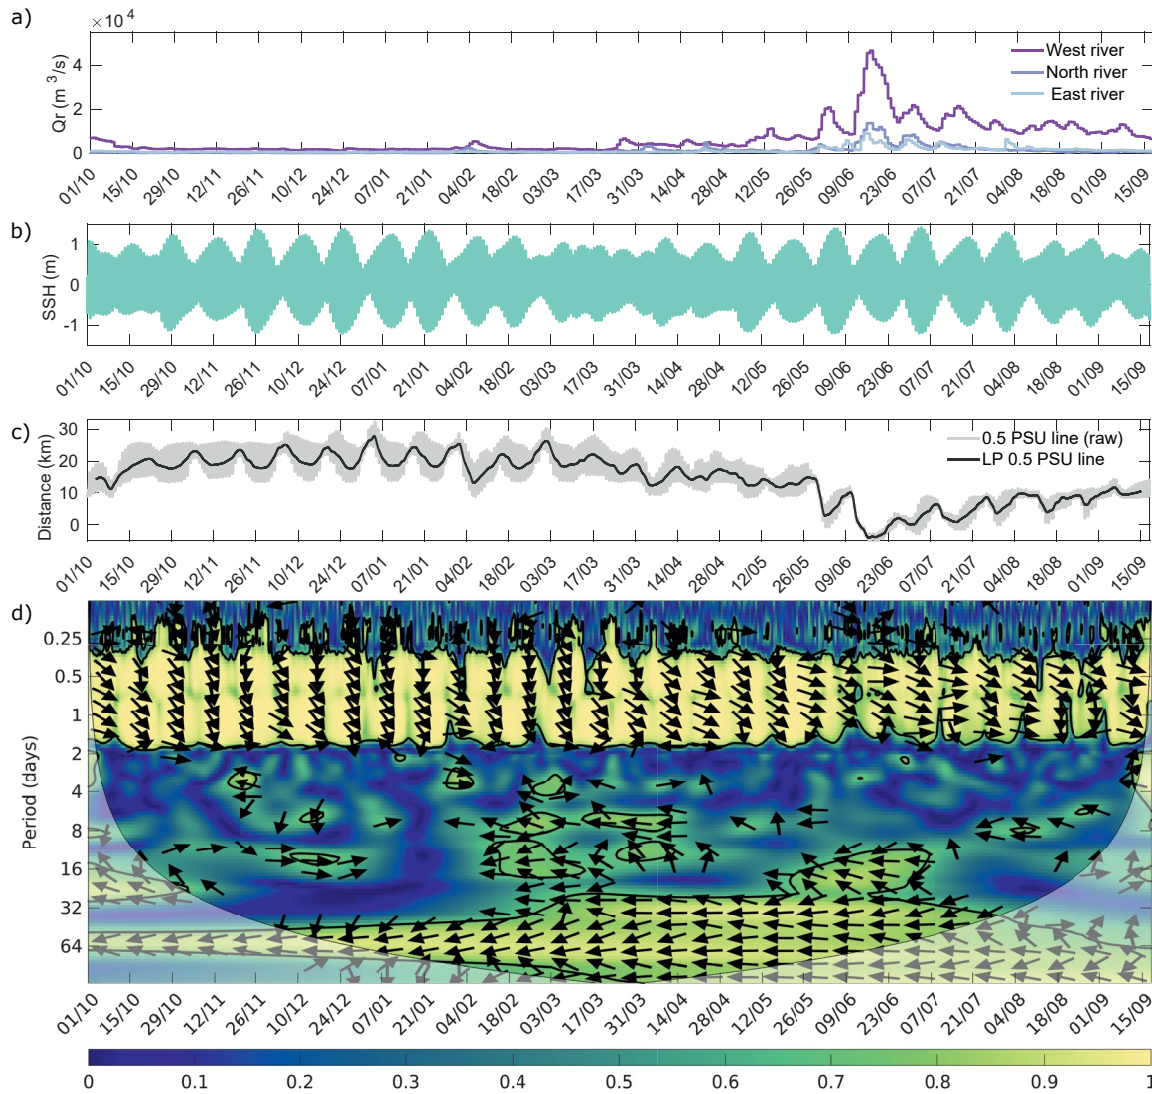 a)
×10 4
Qr (m 3/s)
4
2
0
West river
North river
East river
01/10 15/10 29/10 12/11 26/11 10/12 24/12 07/01 21/01 04/02 18/02 03/03 17/03 31/03 14/04 28/04 12/05 26/05 09/06 23/06 07/07 21/07 04/08 18/08 01/09 15/09
b)
SSH (m)
1
0
-1
01/10 15/10 29/10 12/11 26/11 10/12 24/12 07/01 21/01 04/02 18/02 03/03 17/03 31/03 14/04 28/04 12/05 26/05 09/06 23/06 07/07 21/07 04/08 18/08 01/09 15/09
c)
Distance (km)
30
20
10
0
0.5 PSU line (raw)
LP 0.5 PSU line
01/10 15/10 29/10 12/11 26/11 10/12 24/12 07/01 21/01 04/02 18/02 03/03 17/03 31/03 14/04 28/04 12/05 26/05 09/06 23/06 07/07 21/07 04/08 18/08 01/09 15/09
d)
Period (days)
0.25
0.5
1
2
4
8
16
32
64
01/10 15/10 29/10 12/11 26/11 10/12 24/12 07/01 21/01 04/02 18/02 03/03 17/03 31/03 14/04 28/04 12/05 26/05 09/06 23/06 07/07 21/07 04/08 18/08 01/09 15/09
0 0.1 0.2 0.3 0.4 0.5 0.6 0.7 0.8 0.9 1